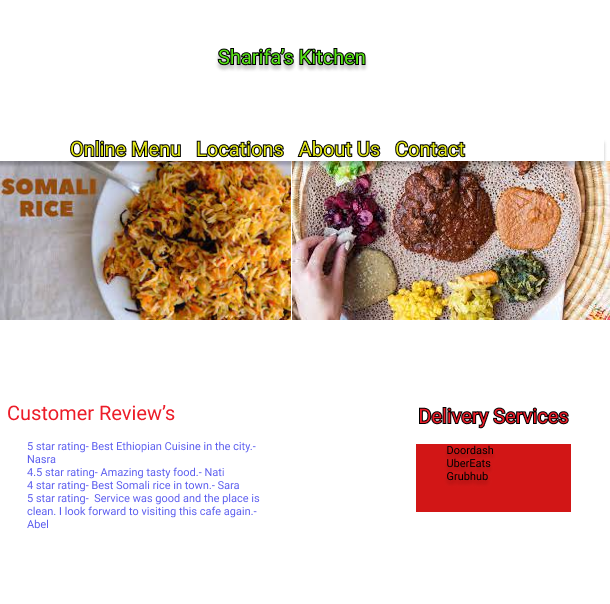 Sharifa's Kitchen
Online Menu Locations About Us Contact
SOMALI
RICE
Customer Review's
5 star rating- Best Ethiopian Cuisine in the city.-
Nasra
4.5 star rating- Amazing tasty food.- Nati
4 star rating- Best Somali rice in town.- Sara
5 star rating-  Service was good and the place is
clean. I look forward to visiting this cafe again.-
Abel
Delivery Services
Doordash
UberEats
Grubhub